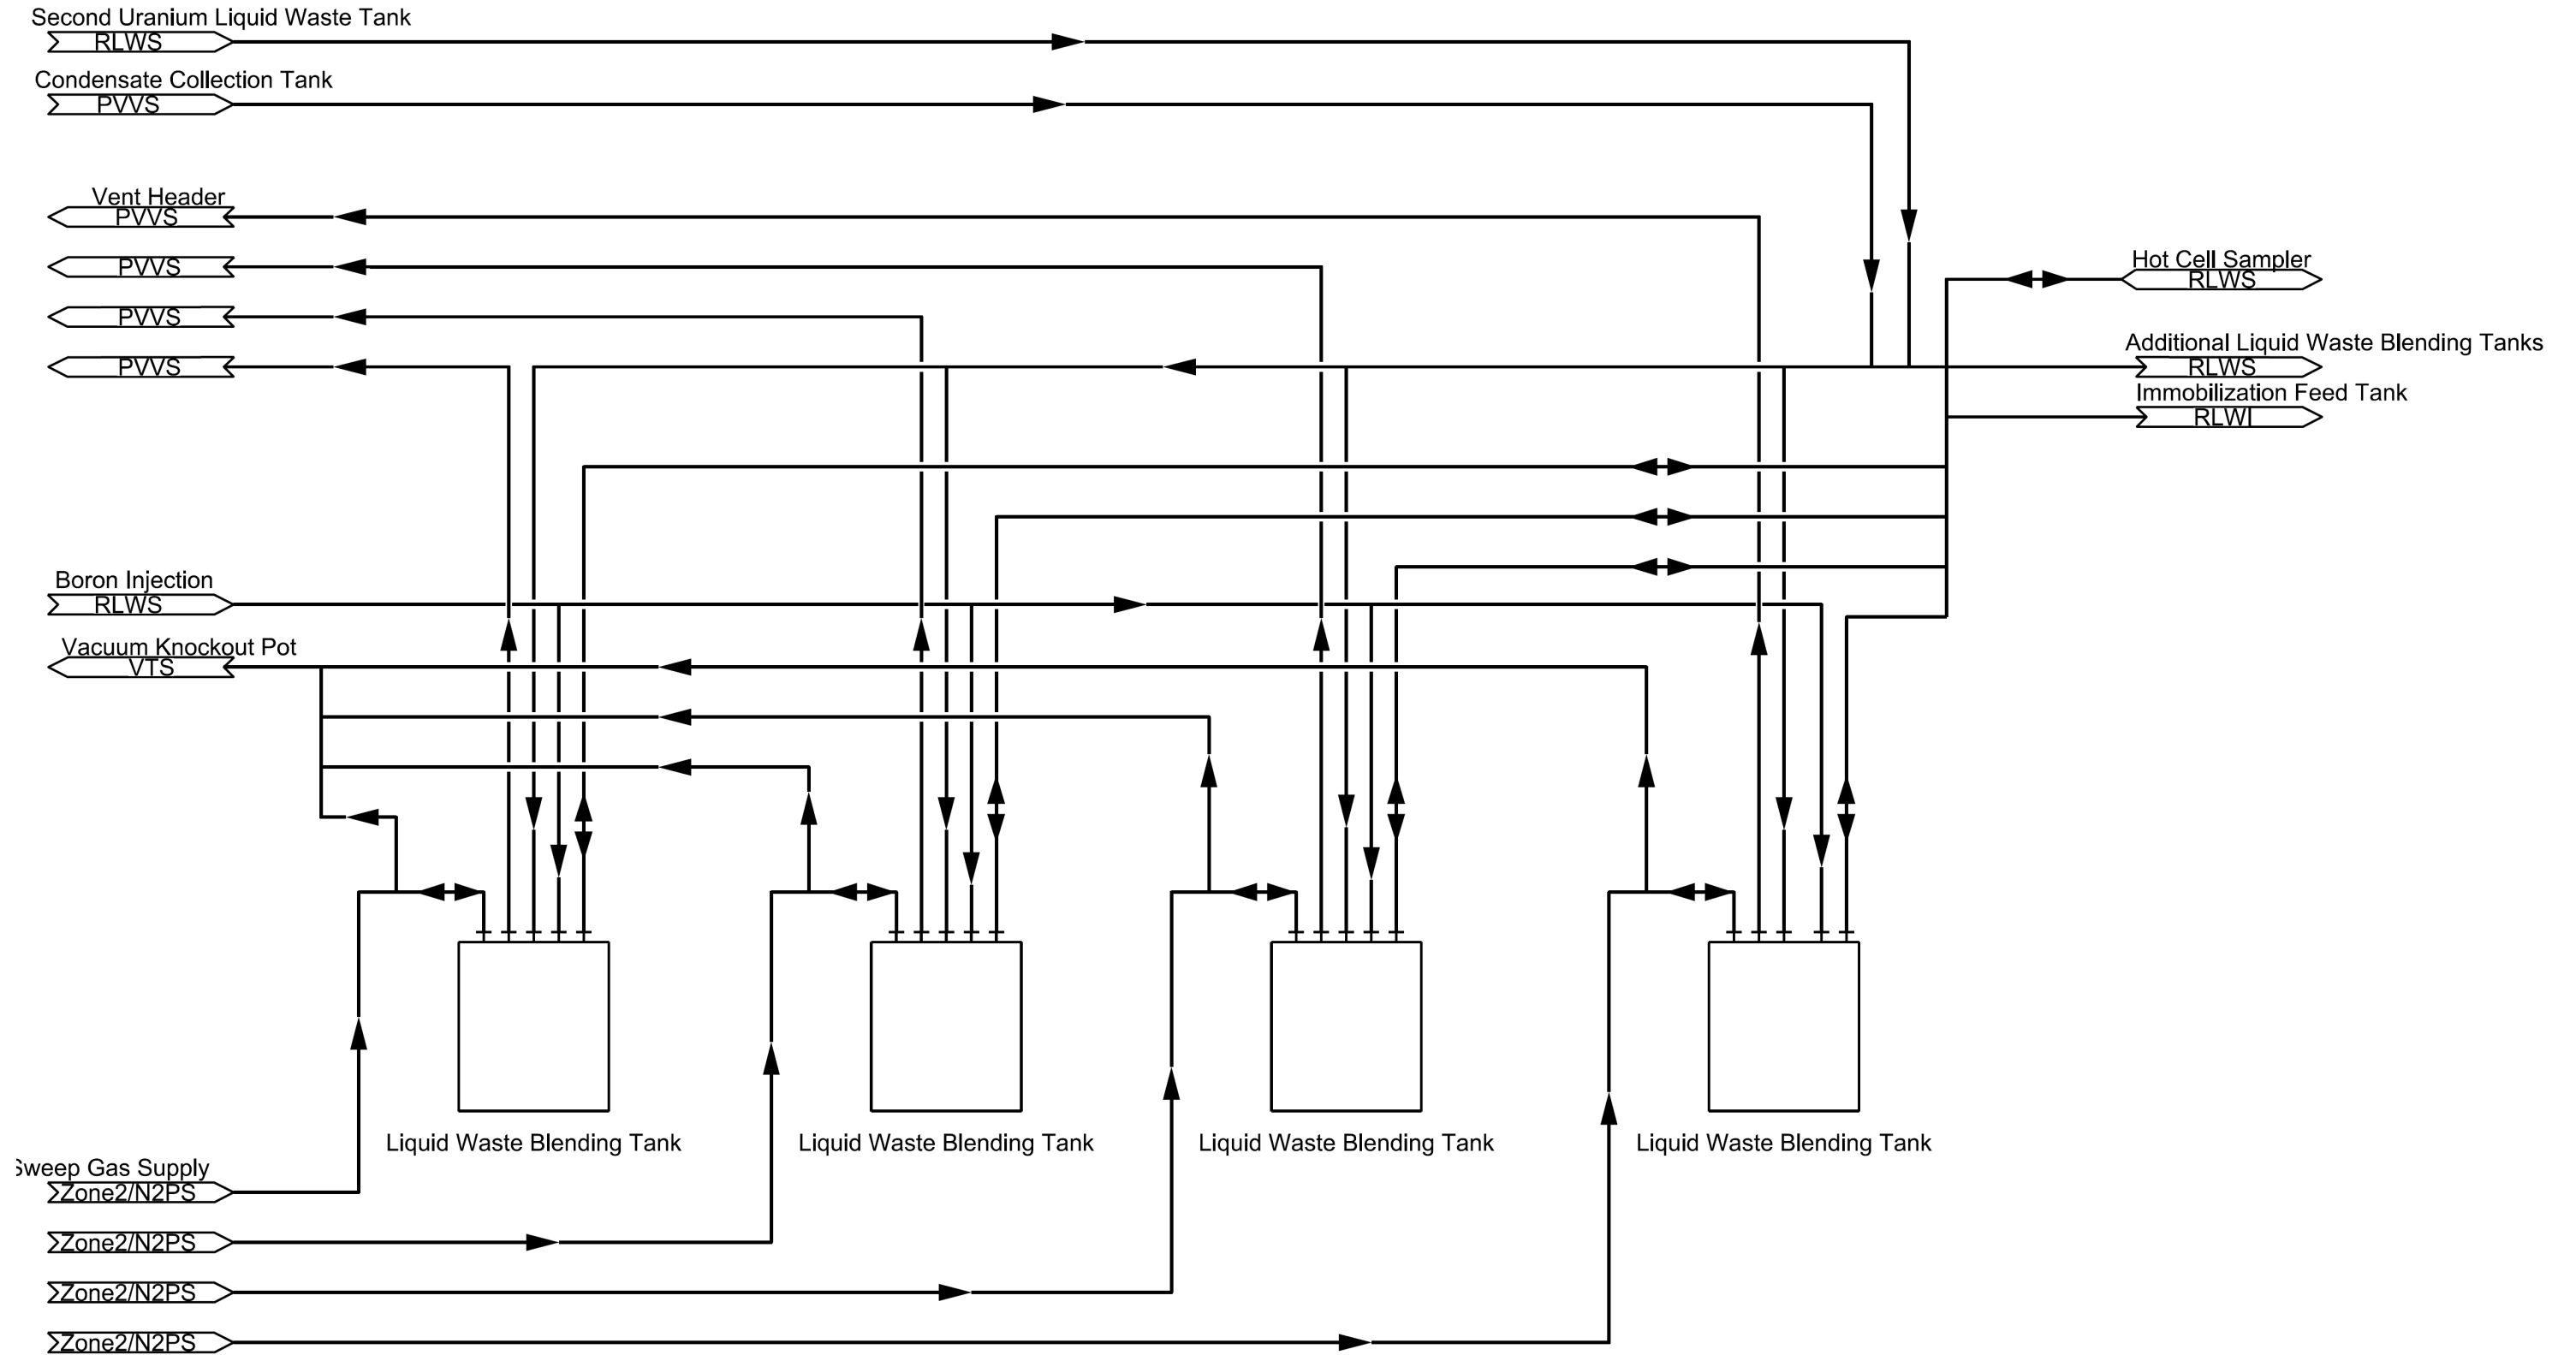 Second Uranium Liquid Waste Tank
RLWS
Condensate Collection Tank
PVVS
Vent Header
PVVS
PVVS
PVVS
PVVS
Hot Cell Sampler
RLWS
Additional Liquid Waste Blending Tanks
RLWS
Immobilization Feed Tank
RLWI
Boron Injection
RLWS
Vacuum Knockout Pot
VTS
Liquid Waste Blending Tank
Liquid Waste Blending Tank
Liquid Waste Blending Tank
Liquid Waste Blending Tank
Sweep Gas Supply
Zone2/N2PS
Zone2/N2PS
Zone2/N2PS
Zone2/N2PS